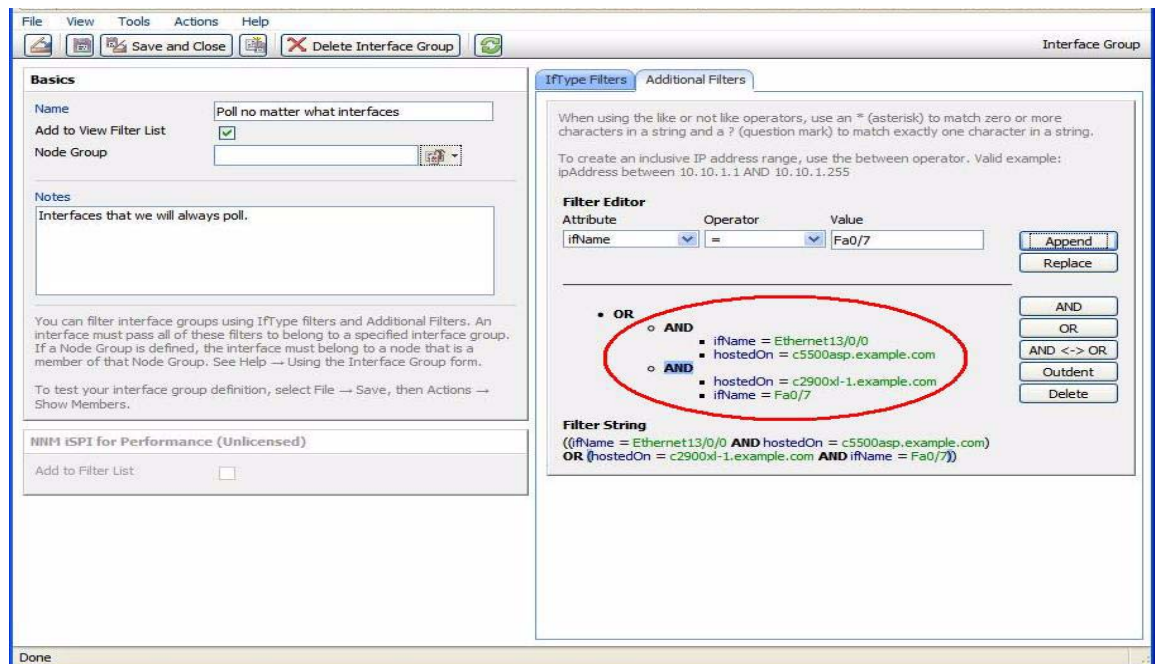 File View Tools Actions Help
Save and Close Delete Interface Group Interface Group
Basics
Name Poll no matter what interfaces
Add to View Filter List
Node Group
Notes
Interfaces that we will always poll.
You can filter interface groups using IfType filters and Additional Filters. An
interface must pass all of these filters to belong to a specified interface group.
If a Node Group is defined, the interface must belong to a node that is a
member of that Node Group. See Help → Using the Interface Group form.
To test your interface group definition, select File → Save, then Actions →
Show Members.
NNM iSPI for Performance (Unlicensed)
Add to Filter List
IfType Filters Additional Filters
When using the like or not like operators, use an * (asterisk) to match zero or more
characters in a string and a ? (question mark) to match exactly one character in a string.
To create an inclusive IP address range, use the between operator. Valid example:
ipAddress between 10.10.1.1 AND 10.10.1.255
Filter Editor
Attribute Operator Value
ifName = Fa0/7
Append
Replace
• OR
o AND
▪ ifName = Ethernet13/0/0
▪ hostedOn = c5500asp.example.com
o AND
▪ hostedOn = c2900xl-1.example.com
▪ ifName = Fa0/7
AND
OR
AND <-> OR
Outdent
Delete
Filter String
((ifName = Ethernet13/0/0 AND hostedOn = c5500asp.example.com)
OR (hostedOn = c2900xl-1.example.com AND ifName = Fa0/7))
Done